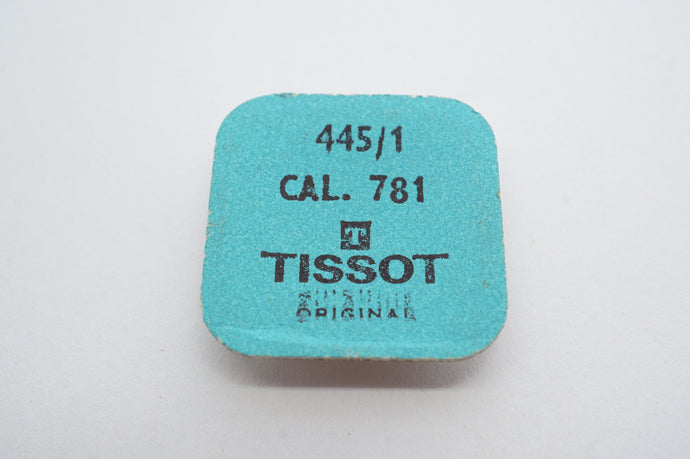 445/1
CAL. 781
T
TISSOT
ORIGINAL